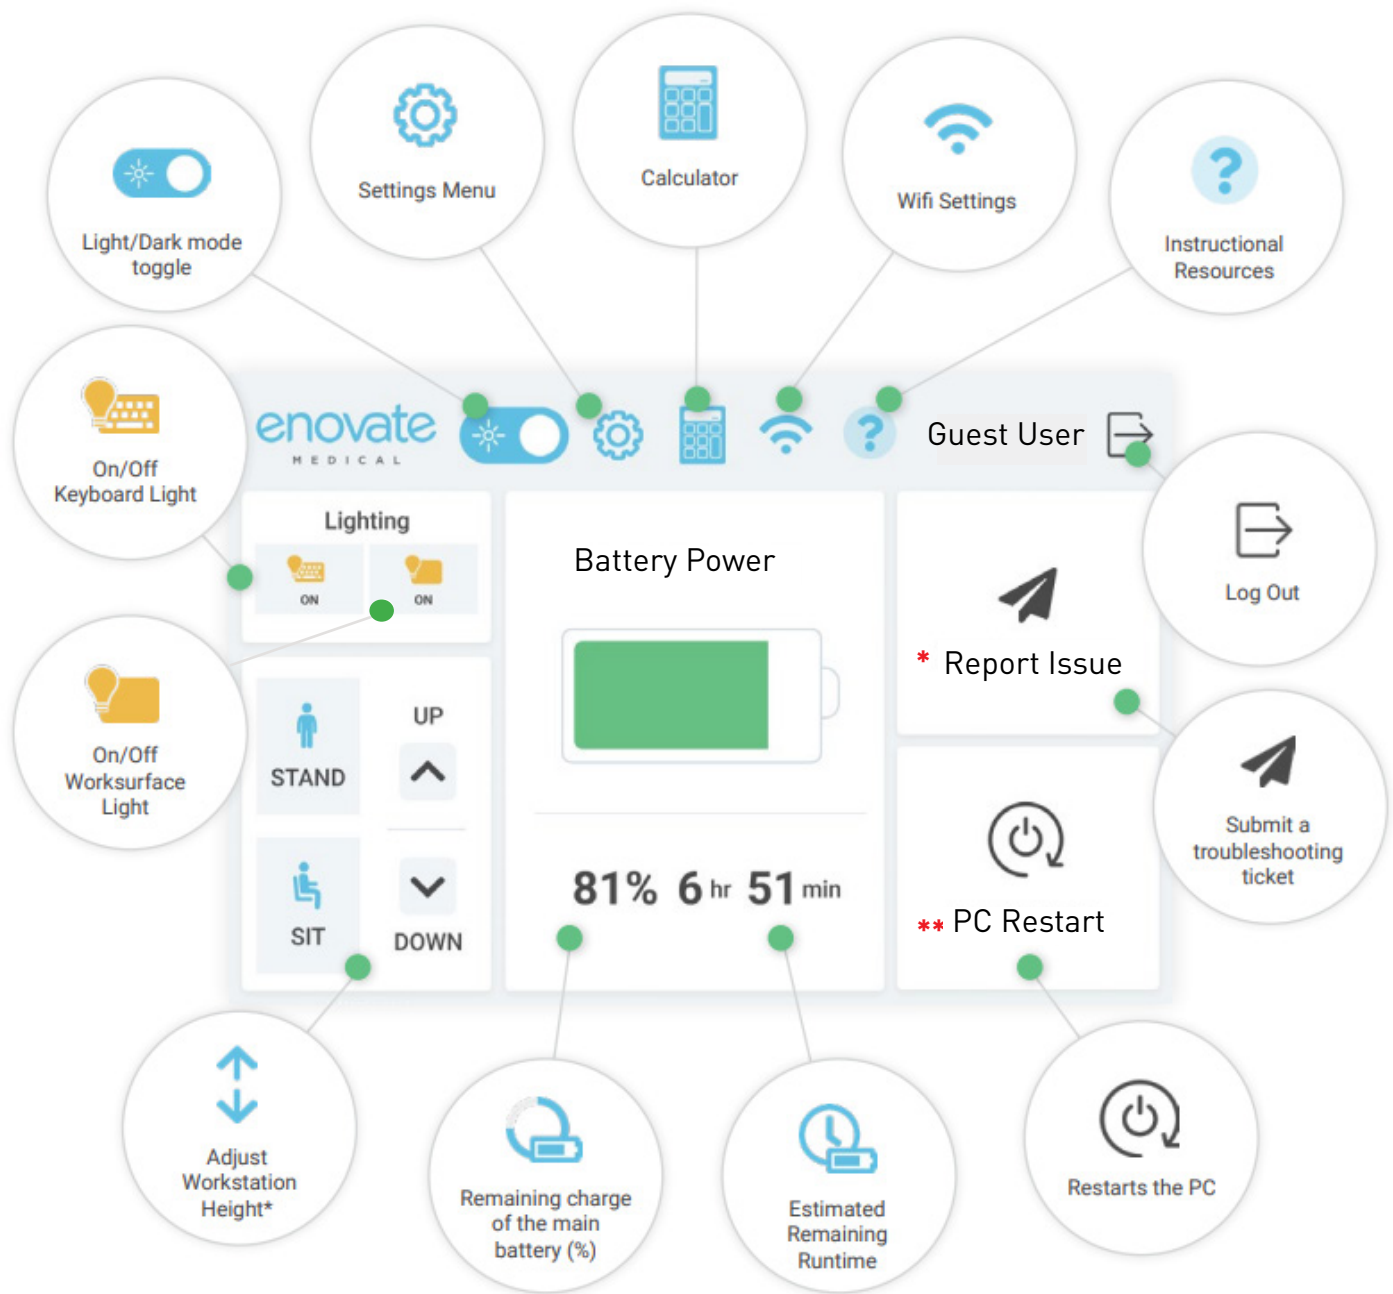 Settings Menu
Calculator
Wifi Settings
Light/Dark mode
toggle
Instructional
Resources
On/Off
Keyboard Light
enovate
MEDICAL
?
Guest User
Log Out
Lighting
ON
ON
Battery Power
* Report Issue
On/Off
Worksurface
Light
STAND
UP
SIT
DOWN
81% 6 hr 51 min
** PC Restart
Submit a
troubleshooting
ticket
Adjust
Workstation
Height*
Remaining charge
of the main
battery (%)
Estimated
Remaining
Runtime
Restarts the PC